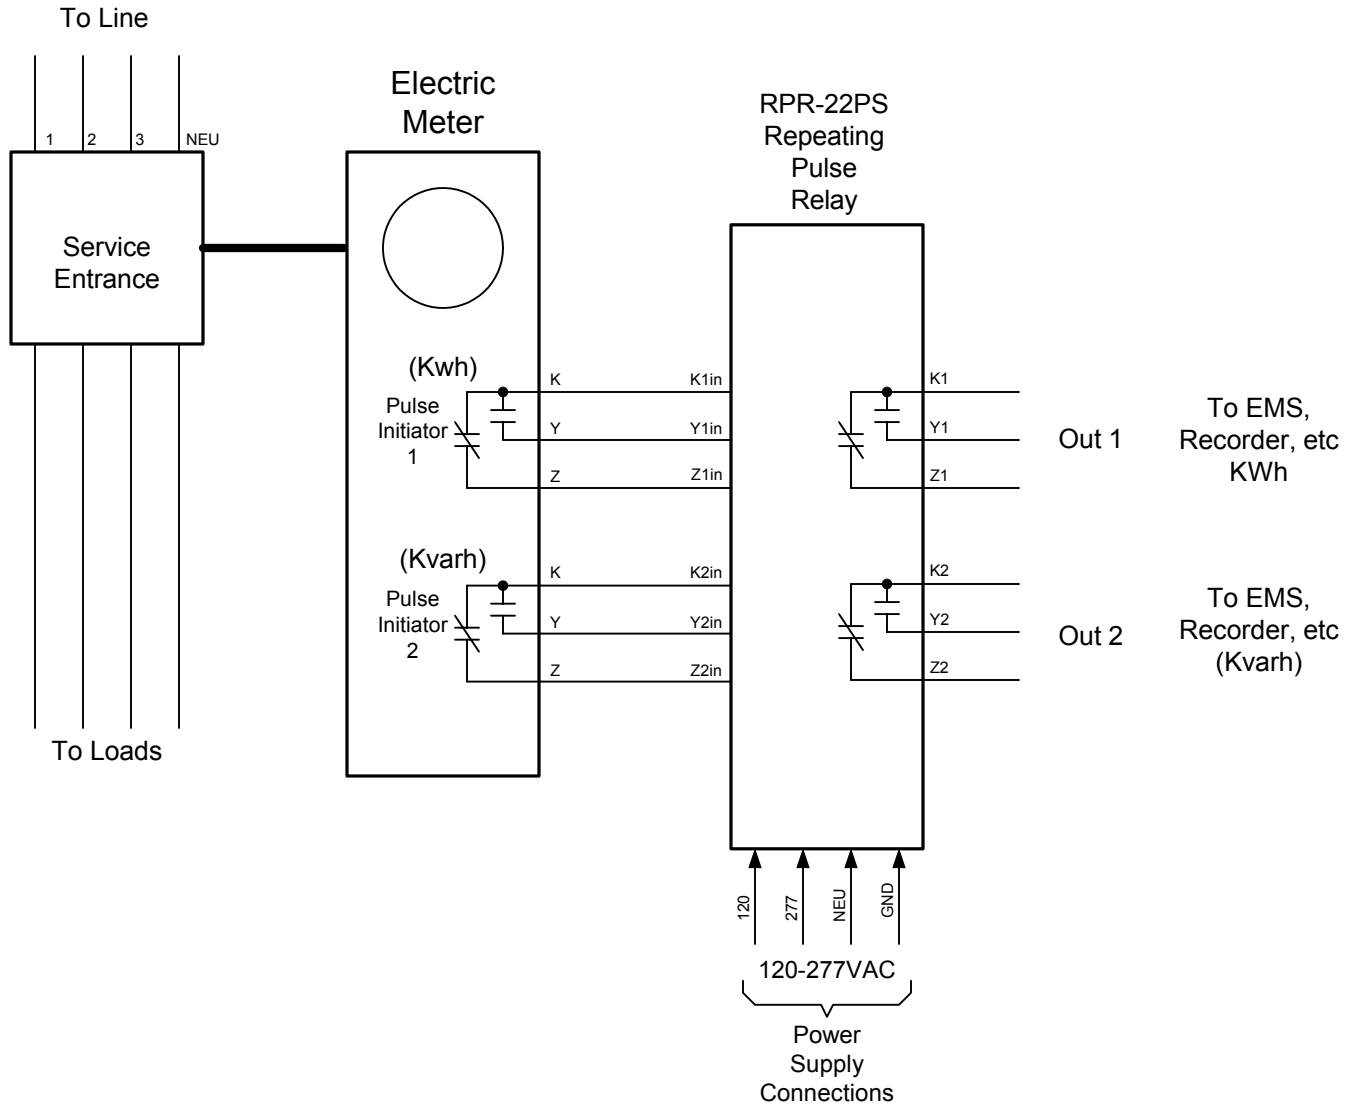 To Line
1
2
3
NEU
Service
Entrance
To Loads
Electric
Meter
(Kwh)
Pulse
Initiator
1
K
Y
Z
(Kvarh)
Pulse
Initiator
2
K
Y
Z
RPR-22PS
Repeating
Pulse
Relay
K1in
Y1in
Z1in
K2in
Y2in
Z2in
K1
Y1
Z1
Out 1
To EMS,
Recorder, etc
KWh
K2
Y2
Z2
Out 2
To EMS,
Recorder, etc
(Kvarh)
120
277
NEU
GND
120-277VAC
Power
Supply
Connections